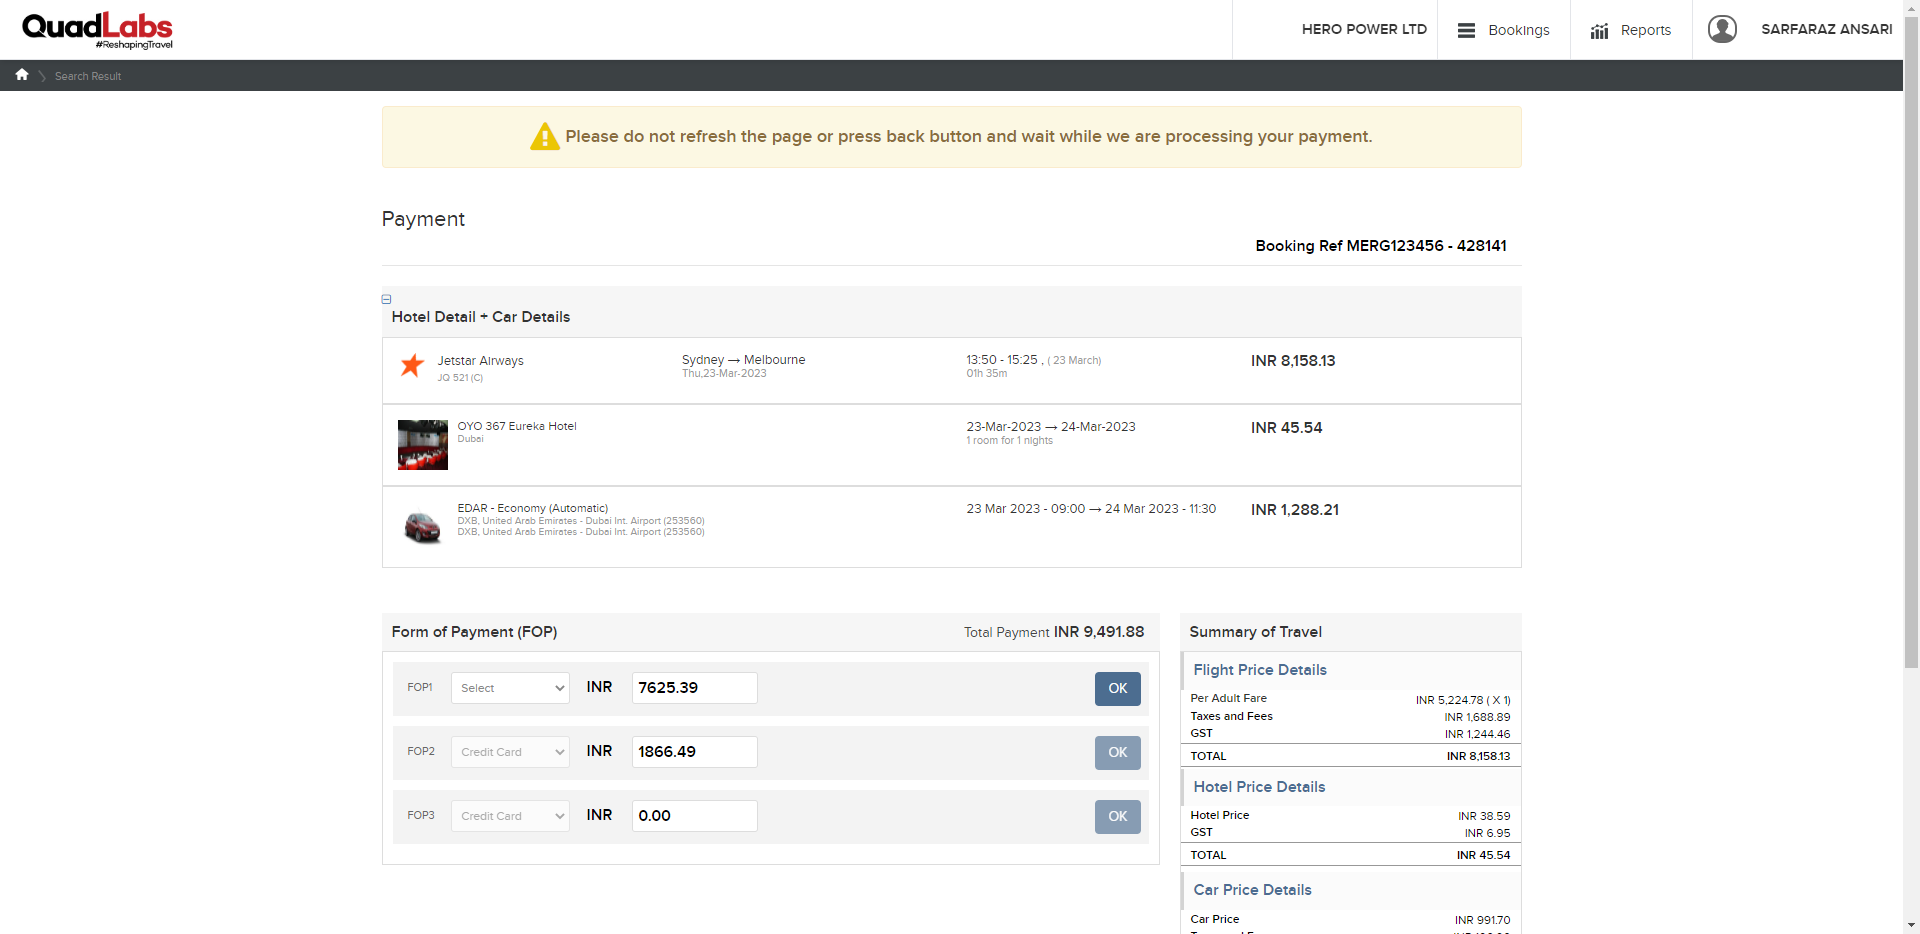 QuadLabs
#ReshapingTravel
HERO POWER LTD
Bookings
Reports
SARFARAZ ANSARI
Search Result
Please do not refresh the page or press back button and wait while we are processing your payment.
Payment
Booking Ref MERG123456 - 428141
Hotel Detail + Car Details
Jetstar Airways
JQ 521 (C)
Sydney → Melbourne
Thu,23-Mar-2023
13:50 - 15:25 , ( 23 March)
01h 35m
INR 8,158.13
OYO 367 Eureka Hotel
Dubai
23-Mar-2023 → 24-Mar-2023
1 room for 1 nights
INR 45.54
EDAR - Economy (Automatic)
DXB, United Arab Emirates - Dubai Int. Airport (253560)
DXB, United Arab Emirates - Dubai Int. Airport (253560)
23 Mar 2023 - 09:00 → 24 Mar 2023 - 11:30
INR 1,288.21
Form of Payment (FOP)
Total Payment INR 9,491.88
FOP1 Select INR 7625.39 OK
FOP2 Credit Card INR 1866.49 OK
FOP3 Credit Card INR 0.00 OK
Summary of Travel
Flight Price Details
Per Adult Fare INR 5,224.78 ( X 1)
Taxes and Fees INR 1,688.89
GST INR 1,244.46
TOTAL INR 8,158.13
Hotel Price Details
Hotel Price INR 38.59
GST INR 6.95
TOTAL INR 45.54
Car Price Details
Car Price INR 991.70